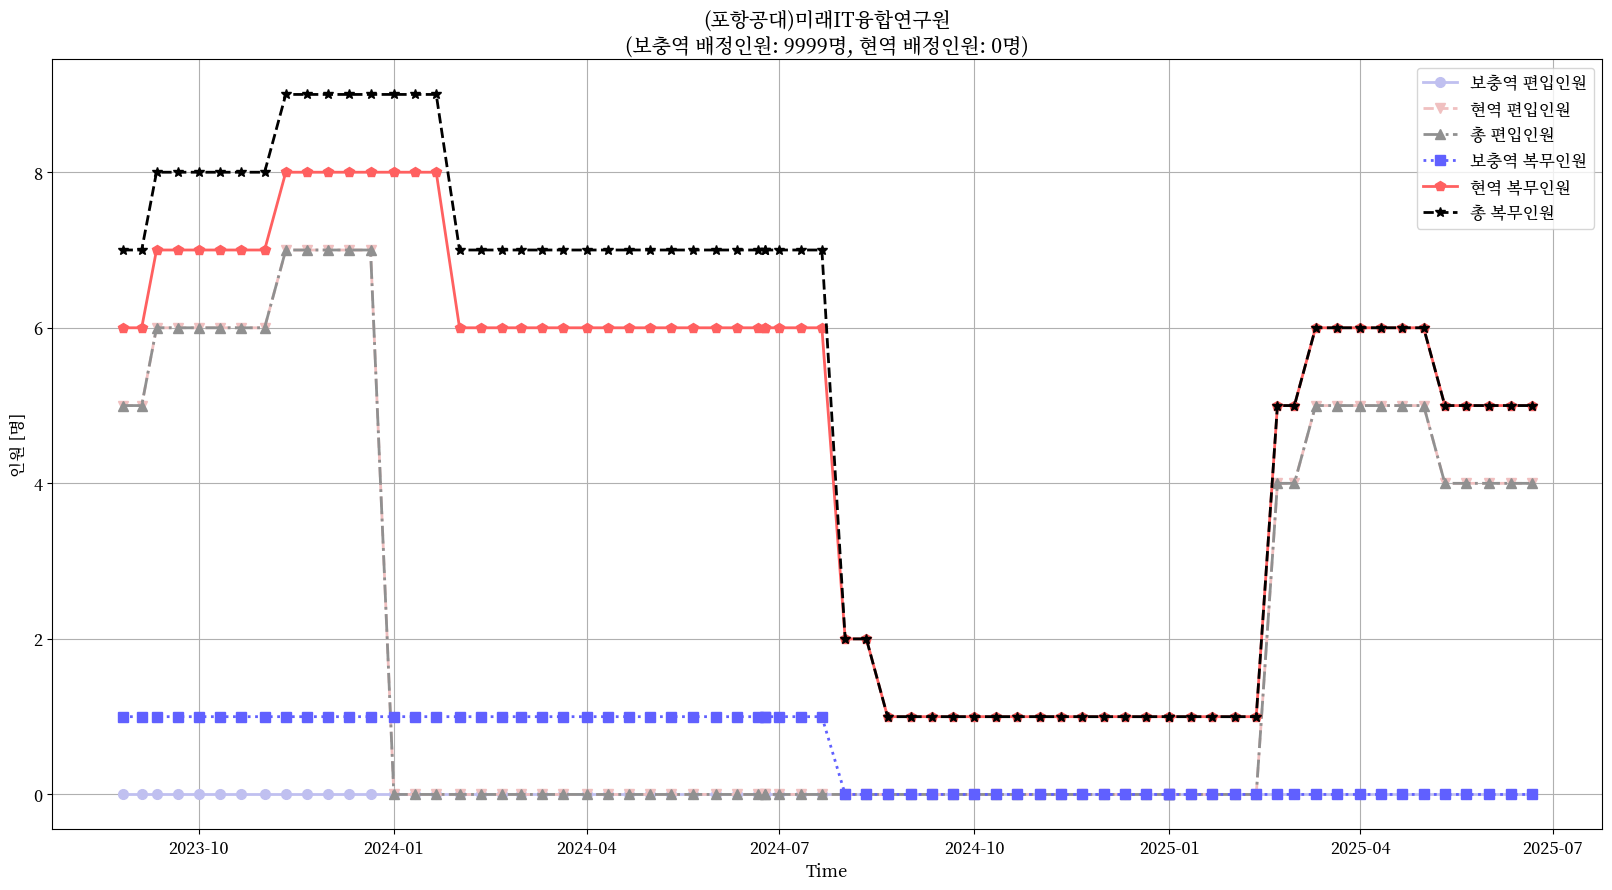 (포항공대)미래IT융합연구원
(보충역 배정인원: 9999명, 현역 배정인원: 0명)
보충역 편입인원
현역 편입인원
총 편입인원
보충역 복무인원
현역 복무인원
총 복무인원
인원 [명]
8
6
4
2
0
2023-10 2024-01 2024-04 2024-07 2024-10 2025-01 2025-04 2025-07
Time